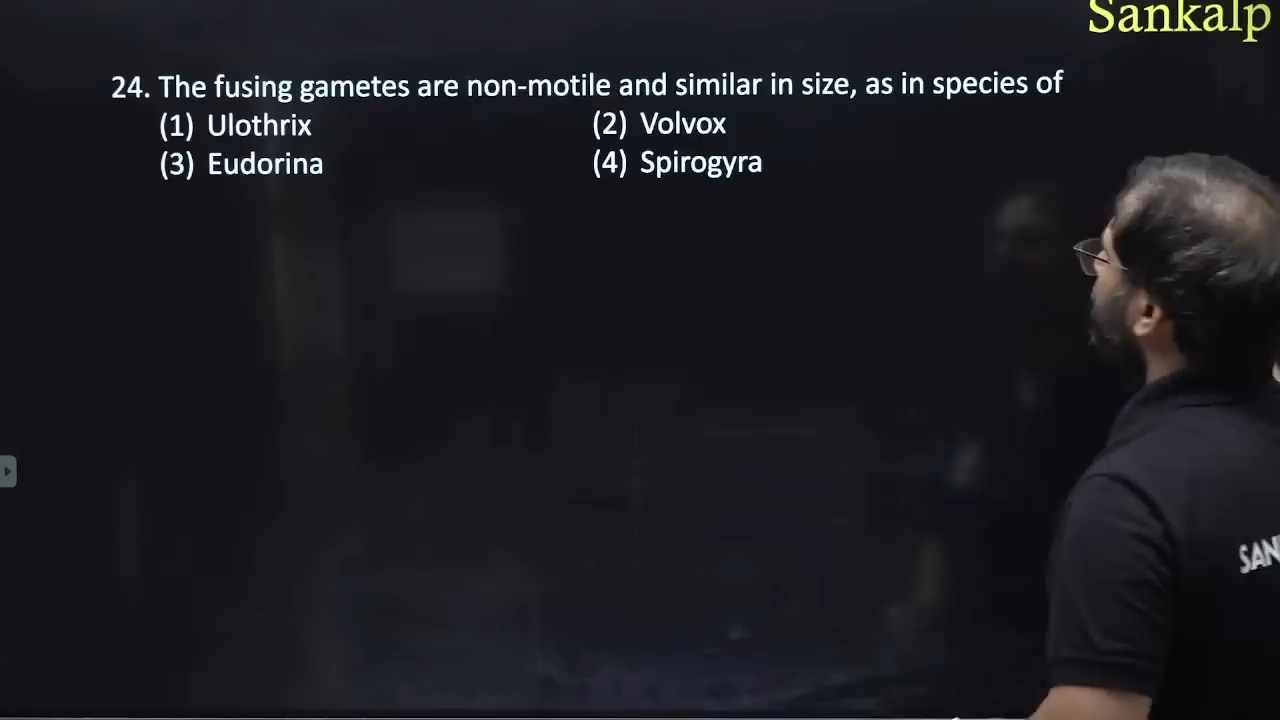 Sankalp
24. The fusing gametes are non-motile and similar in size, as in species of
(1) Ulothrix (2) Volvox
(3) Eudorina (4) Spirogyra